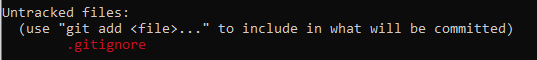 Untracked files:
(use "git add <file>..." to include in what will be committed)
.gitignore